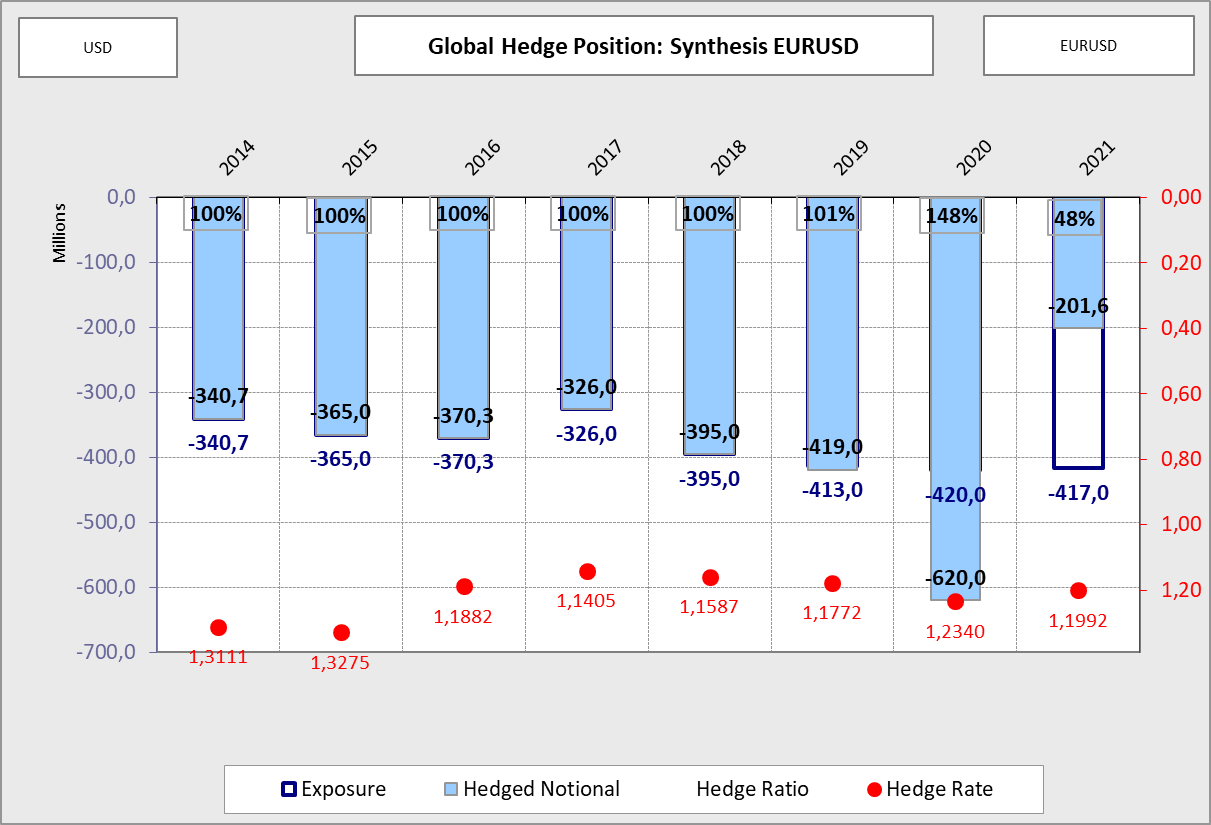 USD
Global Hedge Position: Synthesis EURUSD
EURUSD
2014 2015 2016 2017 2018 2019 2020 2021
Millions
0,0 100% 100% 100% 100% 100% 101% 148% 48% 0,00
-100,0 0,20
-201,6
-200,0 0,40
-300,0 0,60
-340,7 -365,0 -370,3 -326,0 -395,0 -419,0
-340,7 -365,0 -370,3 -326,0 -395,0 -413,0 -420,0 -417,0
-400,0 0,80
-500,0 1,00
-620,0
-600,0 1,20
1,3111 1,3275 1,1882 1,1405 1,1587 1,1772 1,2340 1,1992
-700,0
Exposure Hedged Notional Hedge Ratio Hedge Rate